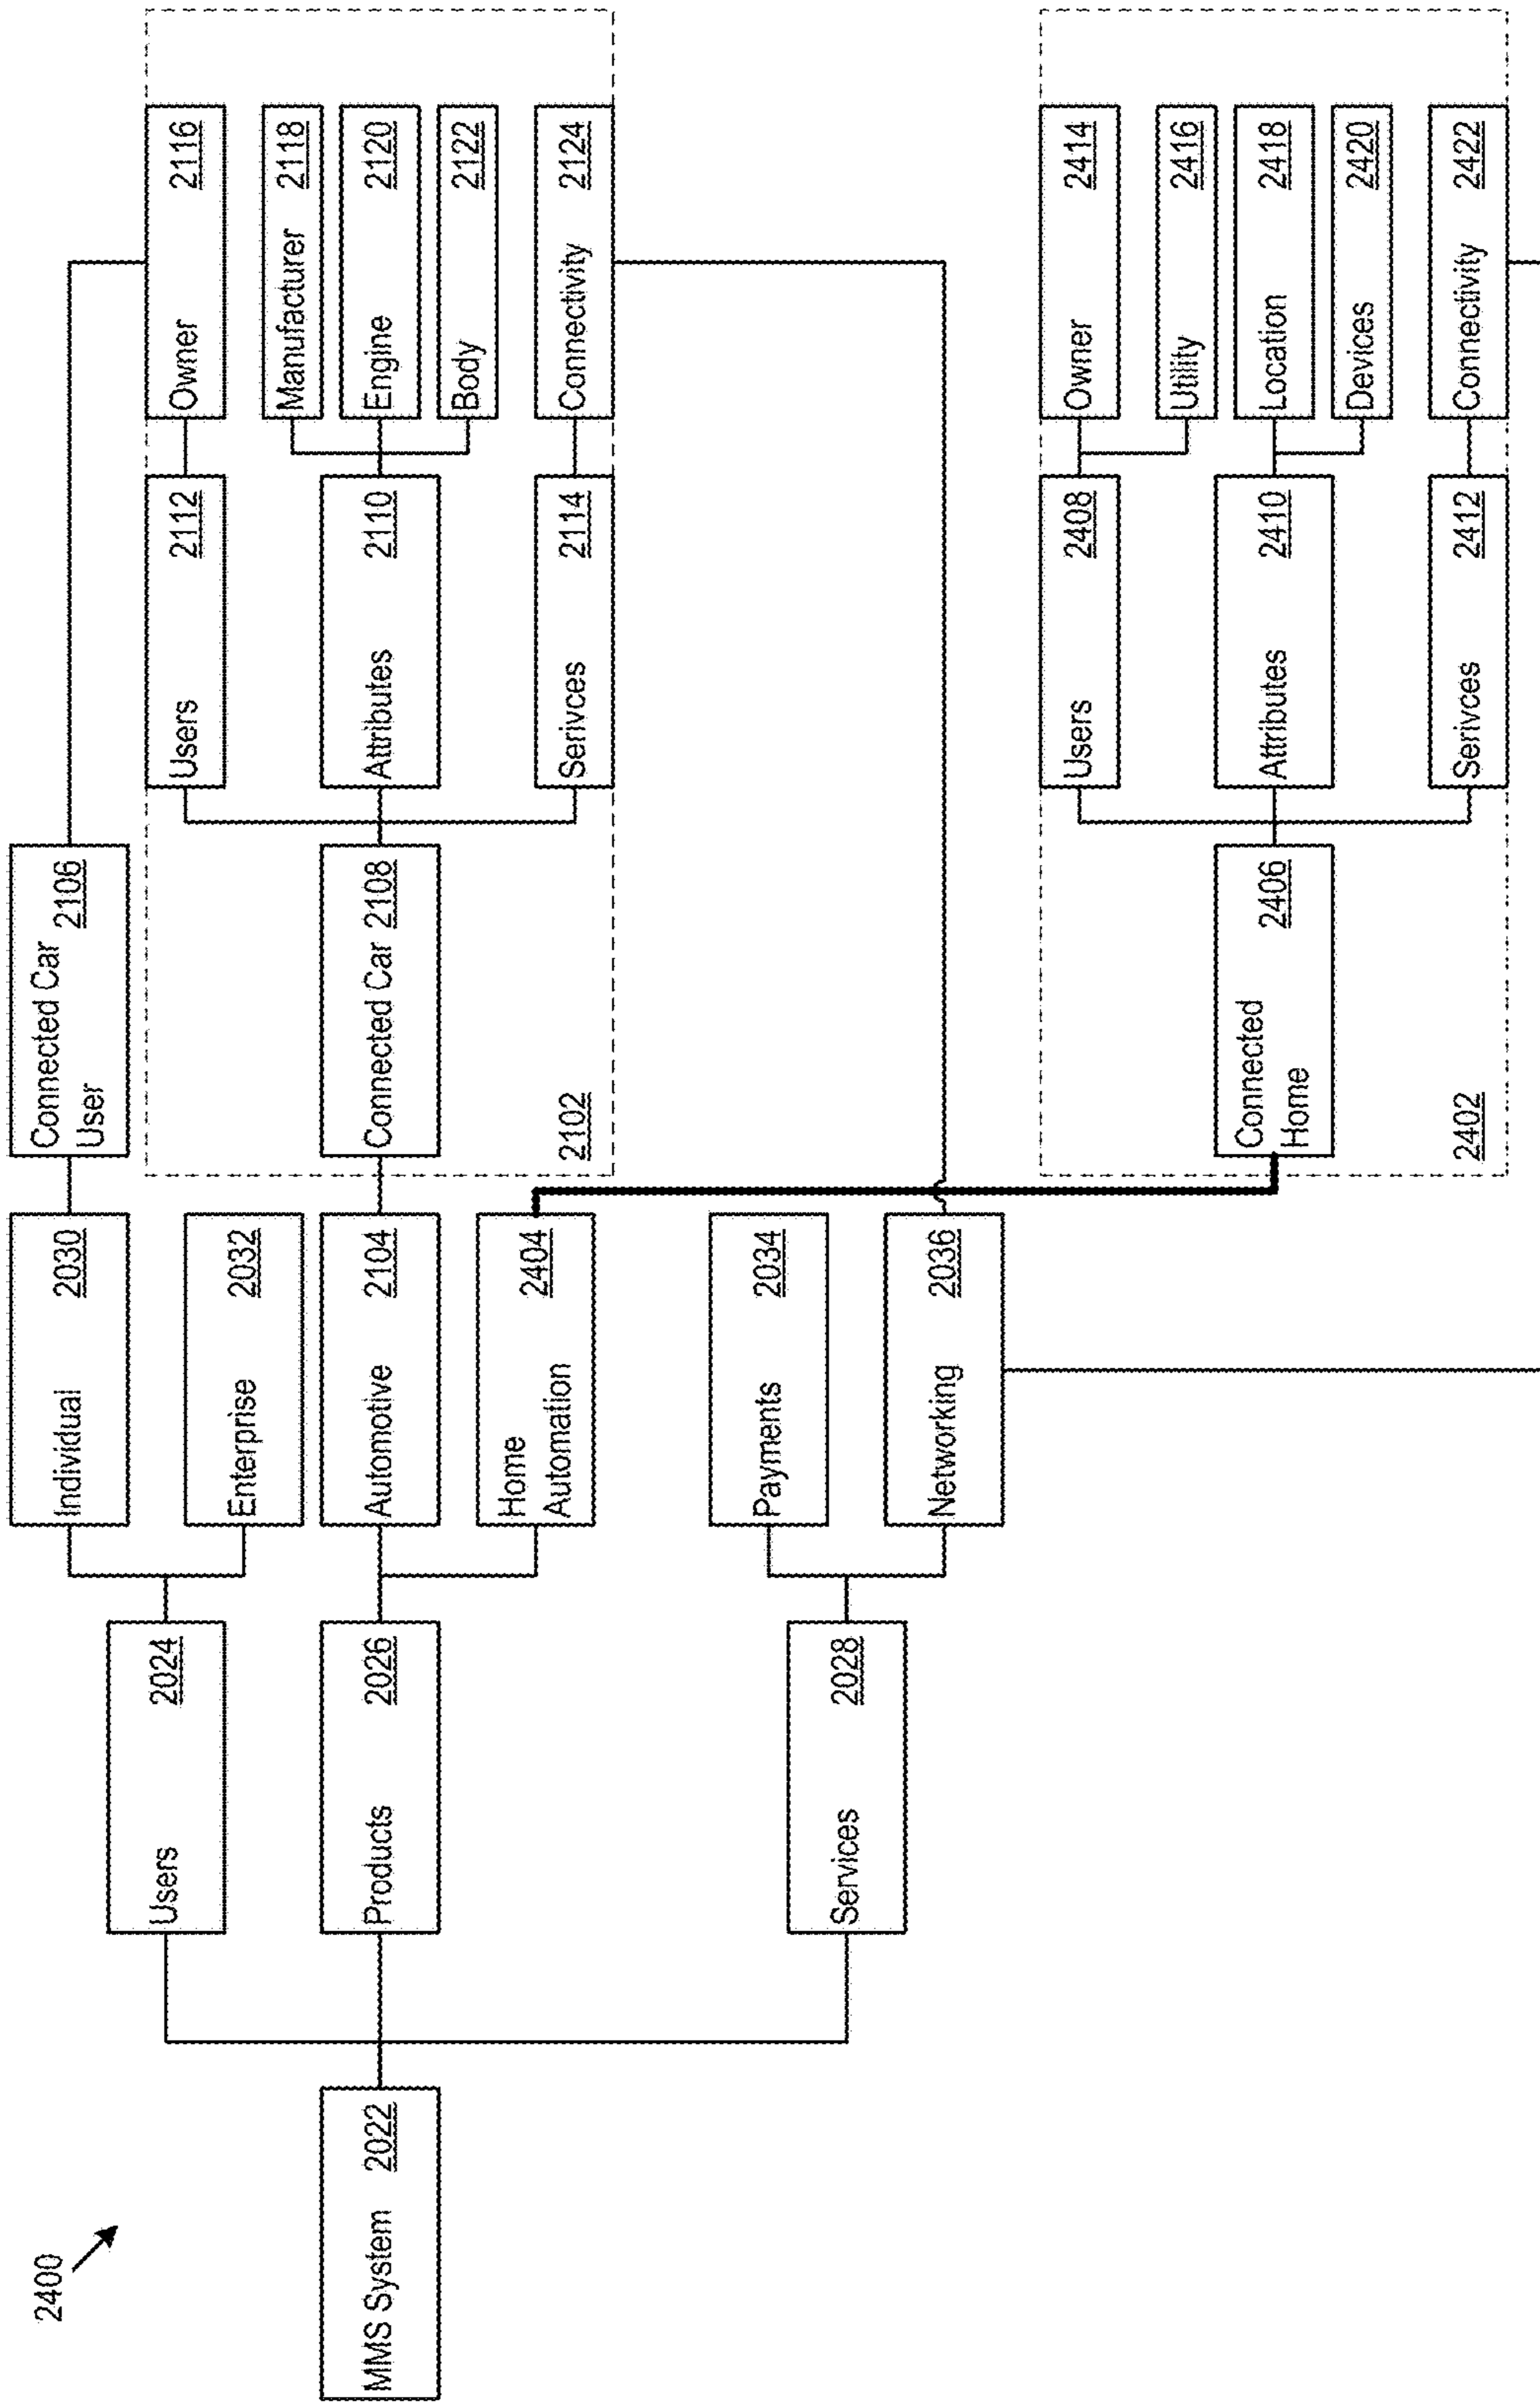 2400
MMS System 2022
Users 2024
Products 2026
Services 2028
Individual 2030
Enterprise 2032
Automotive 2104
Home
Automation
2404
Payments 2034
Networking 2036
Connected Car
User
2106
Connected Car 2108
2102
Users 2112
Attributes 2110
Serivces 2114
Owner 2116
Manufacturer 2118
Engine 2120
Body 2122
Connectivity 2124
Connected
Home
2406
2402
Users 2408
Attributes 2410
Serivces 2412
Owner 2414
Utility 2416
Location 2418
Devices 2420
Connectivity 2422